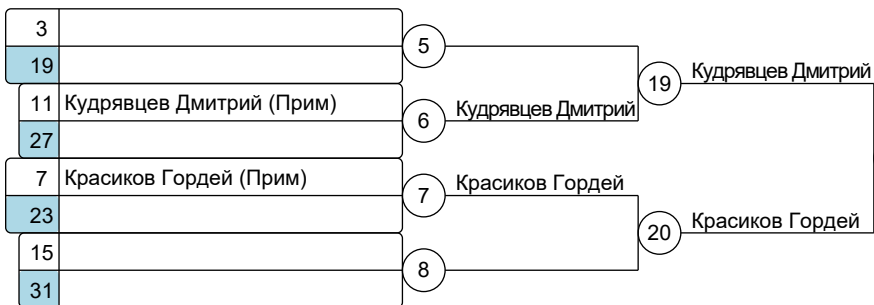 3
5
19
19 Кудрявцев Дмитрий
11 Кудрявцев Дмитрий (Прим)
6 Кудрявцев Дмитрий
27
7 Красиков Гордей (Прим)
7 Красиков Гордей
23
20 Красиков Гордей
15
8
31